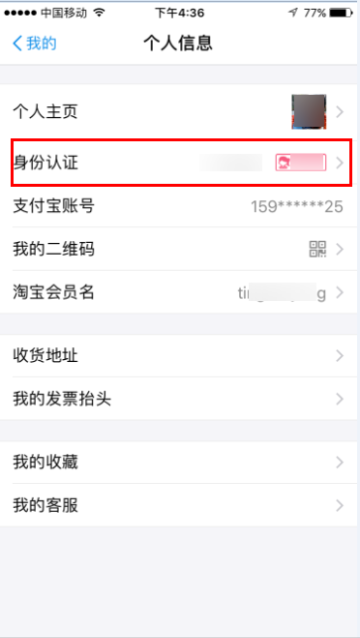 中国移动 下午4:36 77%
我的 个人信息
个人主页
身份认证
支付宝账号 159******25
我的二维码
淘宝会员名 ti g
收货地址
我的发票抬头
我的收藏
我的客服